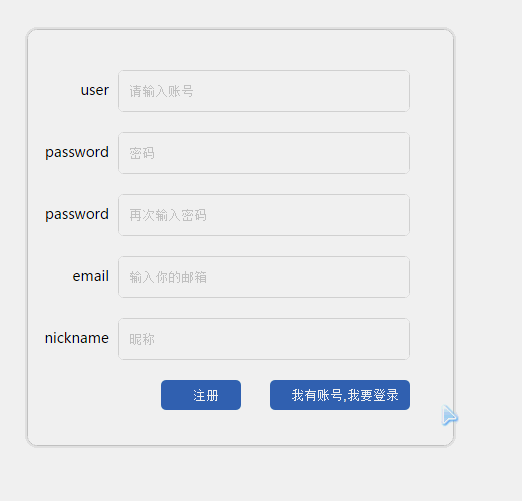 user 请输入账号
password 密码
password 再次输入密码
email 输入你的邮箱
nickname 昵称
注册 我有账号,我要登录